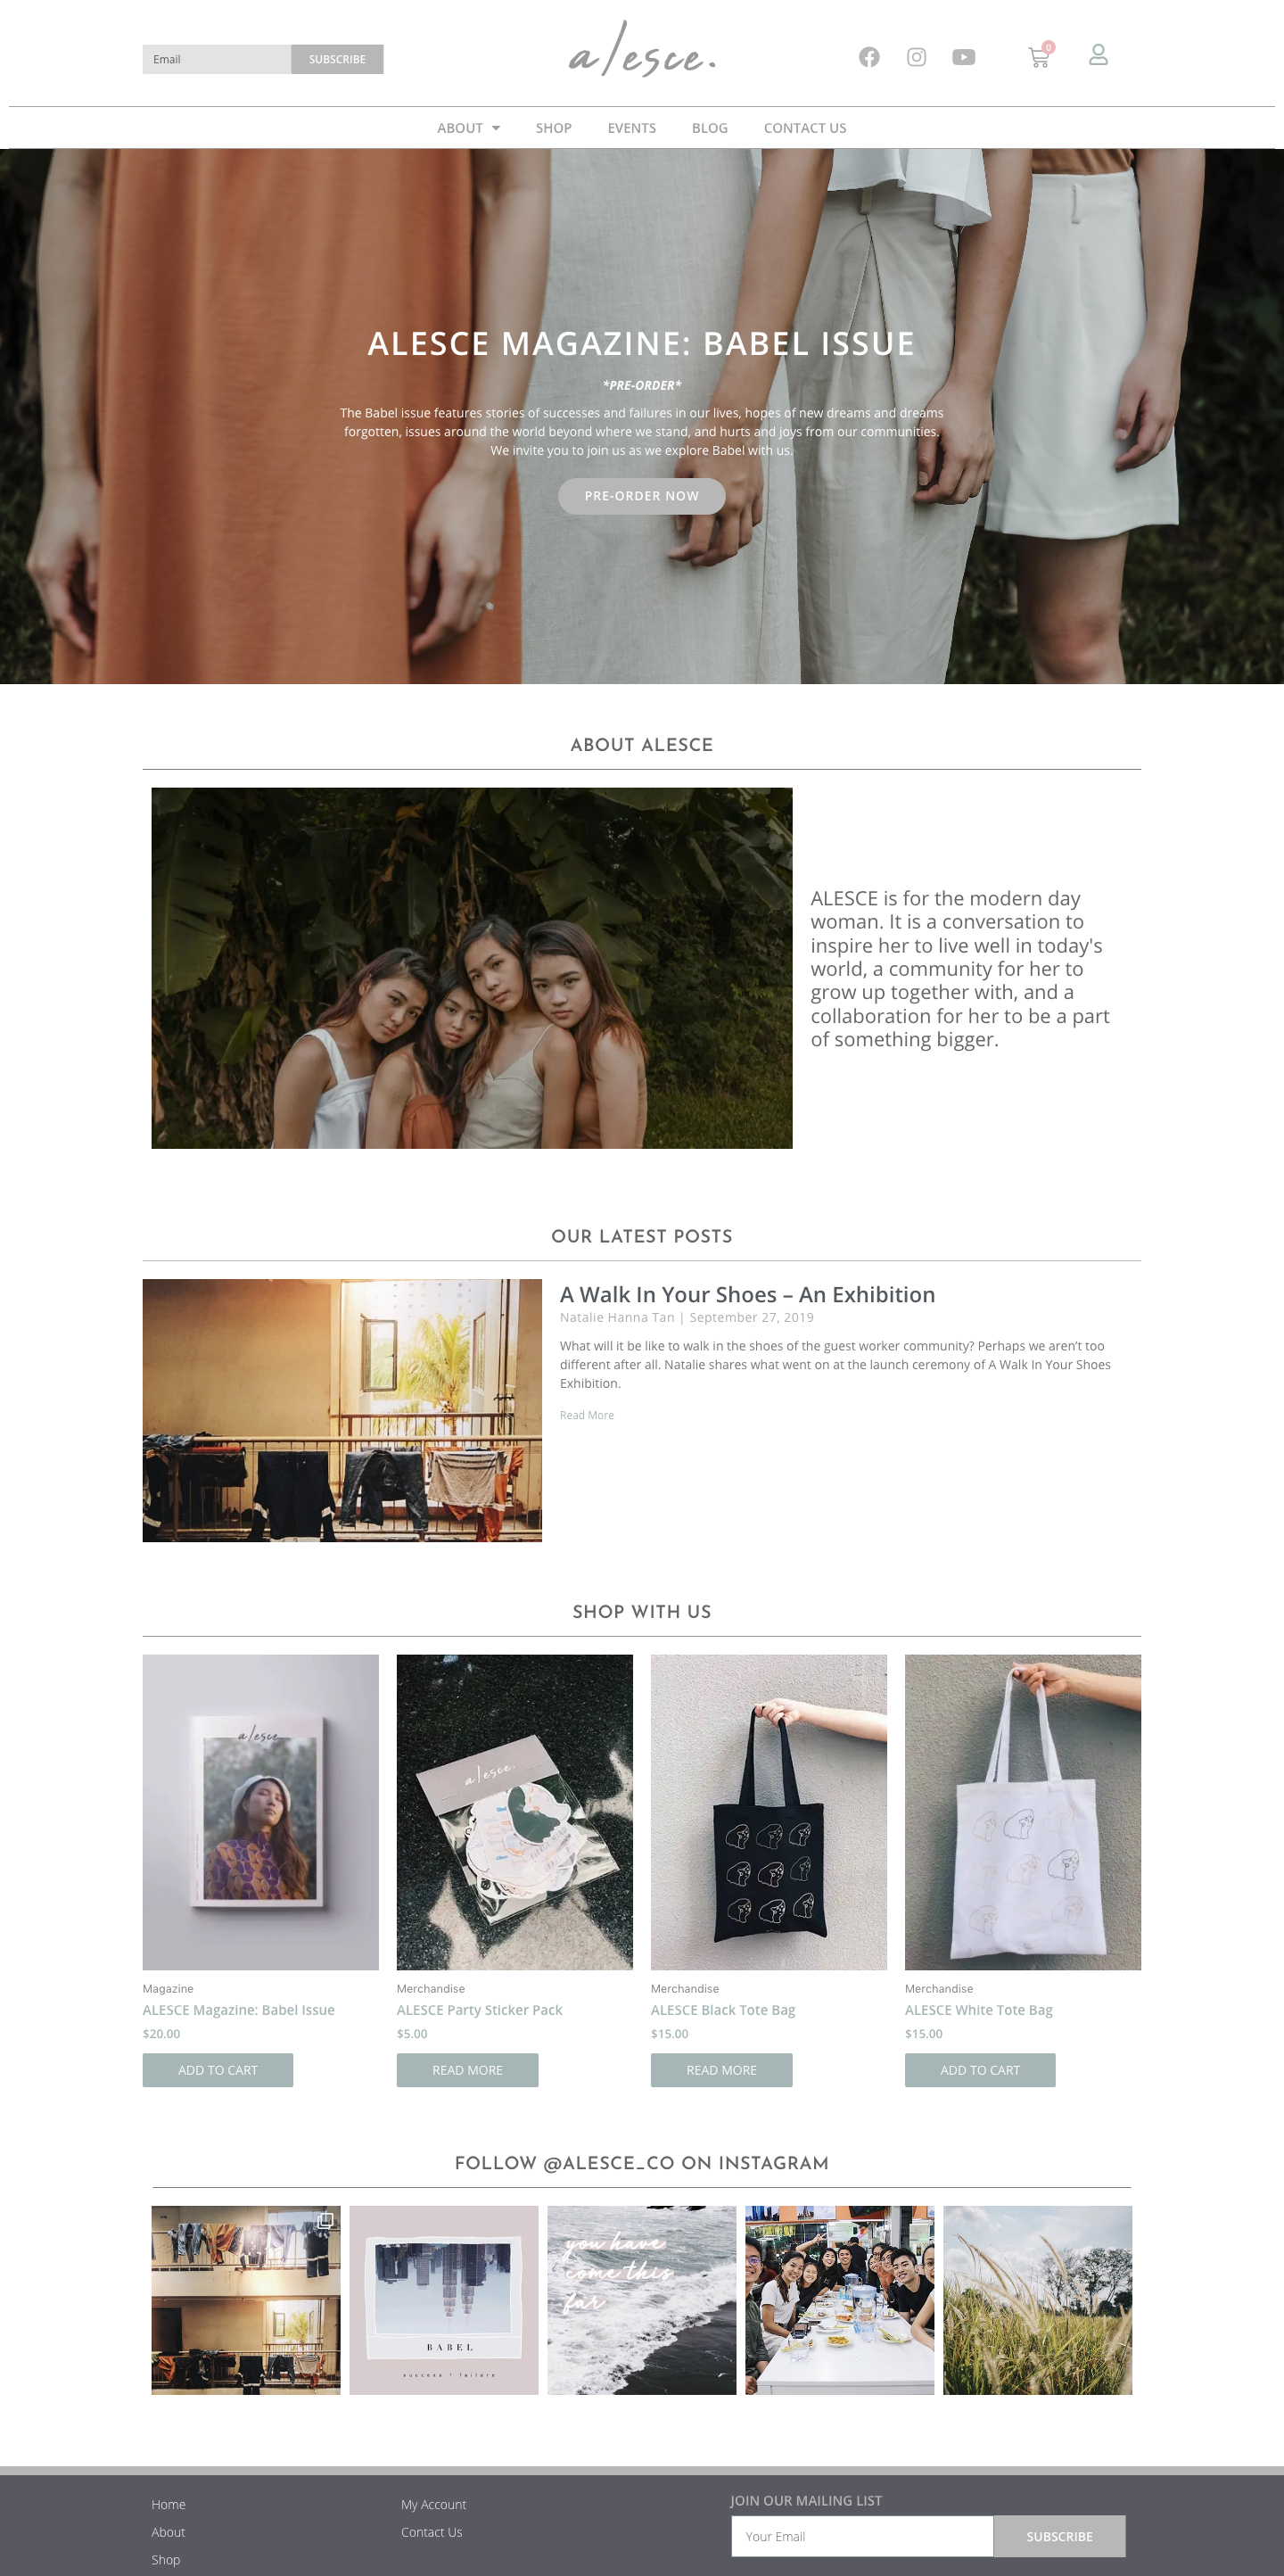 Email
SUBSCRIBE
alesce.
0
ABOUT
SHOP
EVENTS
BLOG
CONTACT US
ALESCE MAGAZINE: BABEL ISSUE
*PRE-ORDER*
The Babel issue features stories of successes and failures in our lives, hopes of new dreams and dreams
forgotten, issues around the world beyond where we stand, and hurts and joys from our communities.
We invite you to join us as we explore Babel with us.
PRE-ORDER NOW
ABOUT ALESCE
ALESCE is for the modern day
woman. It is a conversation to
inspire her to live well in today's
world, a community for her to
grow up together with, and a
collaboration for her to be a part
of something bigger.
OUR LATEST POSTS
A Walk In Your Shoes – An Exhibition
Natalie Hanna Tan | September 27, 2019
What will it be like to walk in the shoes of the guest worker community? Perhaps we aren’t too
different after all. Natalie shares what went on at the launch ceremony of A Walk In Your Shoes
Exhibition.
Read More
SHOP WITH US
alesce
alesce.
Magazine
ALESCE Magazine: Babel Issue
$20.00
ADD TO CART
Merchandise
ALESCE Party Sticker Pack
$5.00
READ MORE
Merchandise
ALESCE Black Tote Bag
$15.00
READ MORE
Merchandise
ALESCE White Tote Bag
$15.00
ADD TO CART
FOLLOW @ALESCE_CO ON INSTAGRAM
BABEL
success / failure
you have
come this
far
Home
About
Shop
My Account
Contact Us
JOIN OUR MAILING LIST
Your Email
SUBSCRIBE